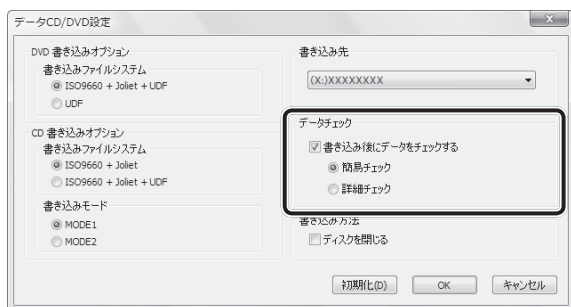 データCD/DVD設定
DVD 書き込みオプション
書き込みファイルシステム
ISO9660 + Joliet + UDF
UDF
CD 書き込みオプション
書き込みファイルシステム
ISO9660 + Joliet
ISO9660 + Joliet + UDF
書き込みモード
MODE1
MODE2
書き込み先
(X:)XXXXXXXX
データチェック
書き込み後にデータをチェックする
簡易チェック
詳細チェック
書き込み方法
ディスクを閉じる
初期化(D)
OK
キャンセル